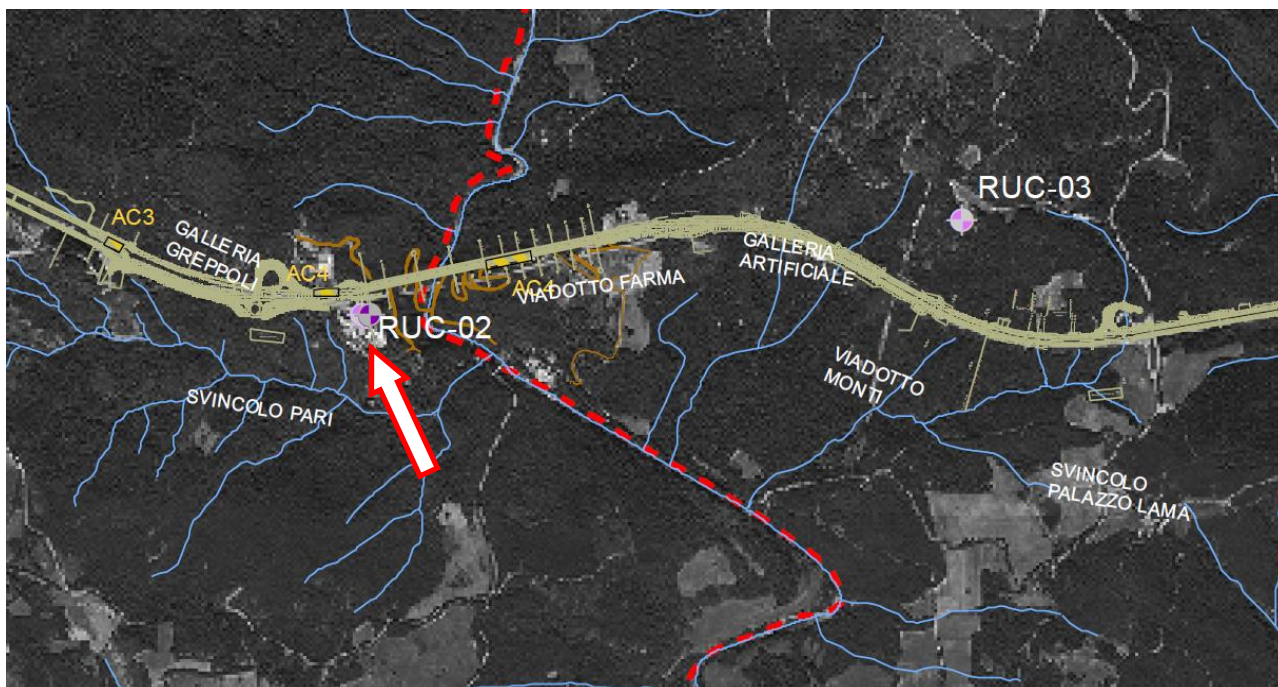 RUC-03
AC3
GALLERIA
GREPPOLI
GALLERIA
ARTIFICIALE
AC4
AC4
VIADOTTO FARMA
RUC-02
VIADOTTO
MONTI
SVINCOLO PARI
SVINCOLO
PALAZZO LAMA